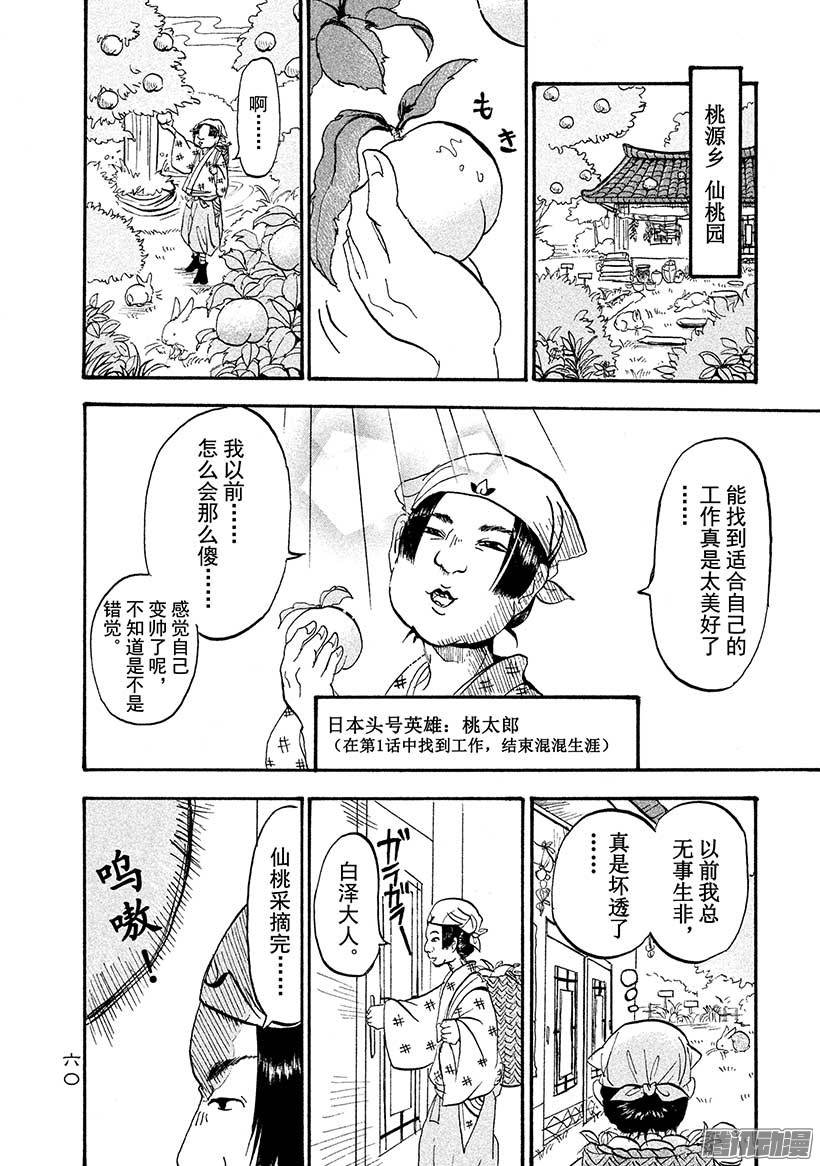 桃源乡 仙桃园
もきっ
啊……
能找到适合自己的
工作真是太美好了
……
我以前……
怎么会那么傻……
感觉自己
变帅了呢，
不知道是不是
错觉。
日本头号英雄：桃太郎
（在第1话中找到工作，结束混混生涯）
以前我总
无事生非，
真是坏透了
……
ガラガラ
白泽大人。
仙桃采摘完……
呜嗷！
六〇
腾讯动漫